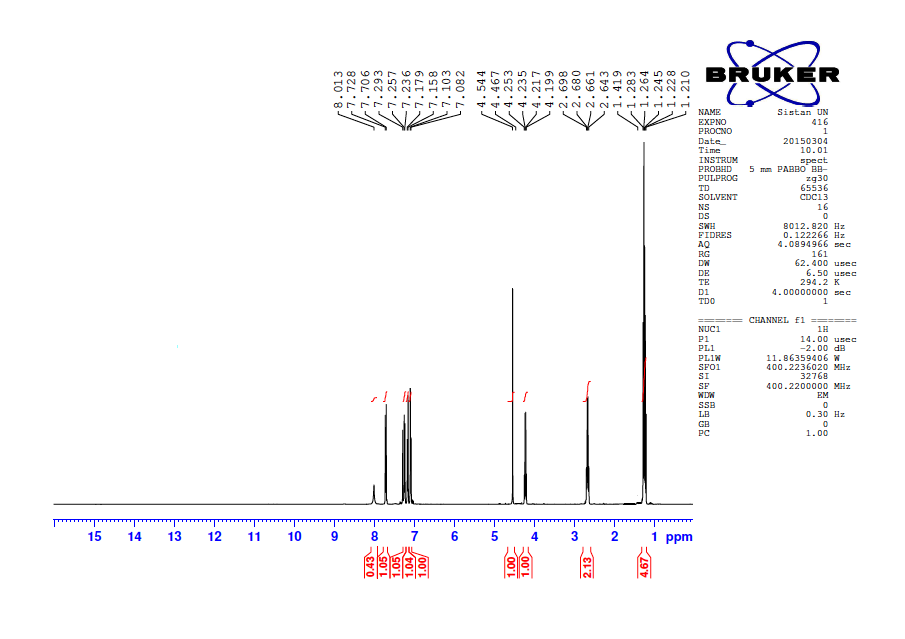 8.013
7.728
7.706
7.293
7.257
7.236
7.179
7.158
7.103
7.082
4.544
4.467
4.253
4.235
4.217
4.199
2.698
2.680
2.661
2.643
1.419
1.283
1.264
1.245
1.228
1.210
BRUKER
NAME Sistan UN
EXPNO 416
PROCNO 1
Date_ 20150304
Time 10.01
INSTRUM spect
PROBHD 5 mm PABBO BB-
PULPROG zg30
TD 65536
SOLVENT CDCl3
NS 16
DS 0
SWH 8012.820 Hz
FIDRES 0.122266 Hz
AQ 4.0894966 sec
RG 161
DW 62.400 usec
DE 6.50 usec
TE 294.2 K
D1 4.00000000 sec
TD0 1
======== CHANNEL f1 ========
NUC1 1H
P1 14.00 usec
PL1 -2.00 dB
PL1W 11.86359406 W
SFO1 400.2236020 MHz
SI 32768
SF 400.2200000 MHz
WDW EM
SSB 0
LB 0.30 Hz
GB 0
PC 1.00
15 14 13 12 11 10 9 8 7 6 5 4 3 2 1 ppm
0.43
1.05
1.05
1.04
1.00
1.00
1.00
2.13
4.67